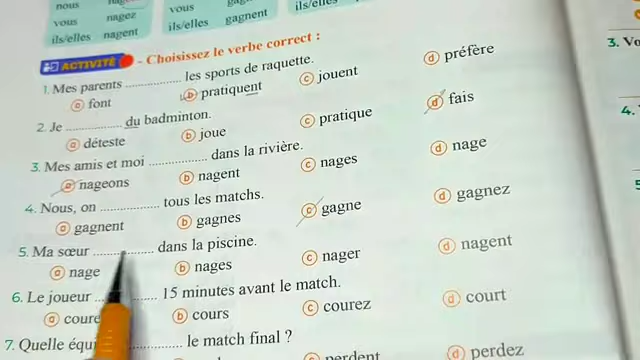 nous
vous nagez
ils/elles nagent
vous
ils/elles gagnent
ils/elles
ACTIVITÉ - Choisissez le verbe correct :
1. Mes parents ............... les sports de raquette.
a font b pratiquent c jouent d préfère
2. Je ............... du badminton.
a déteste b joue c pratique d fais
3. Mes amis et moi ............... dans la rivière.
a nageons b nagent c nages d nage
4. Nous, on ............... tous les matchs.
a gagnent b gagnes c gagne d gagnez
5. Ma sœur ............... dans la piscine.
a nage b nages c nager d nagent
6. Le joueur ............... 15 minutes avant le match.
b cours c courez d court
7. Quelle ............... le match final ?
perdent d perdez
3.
4.